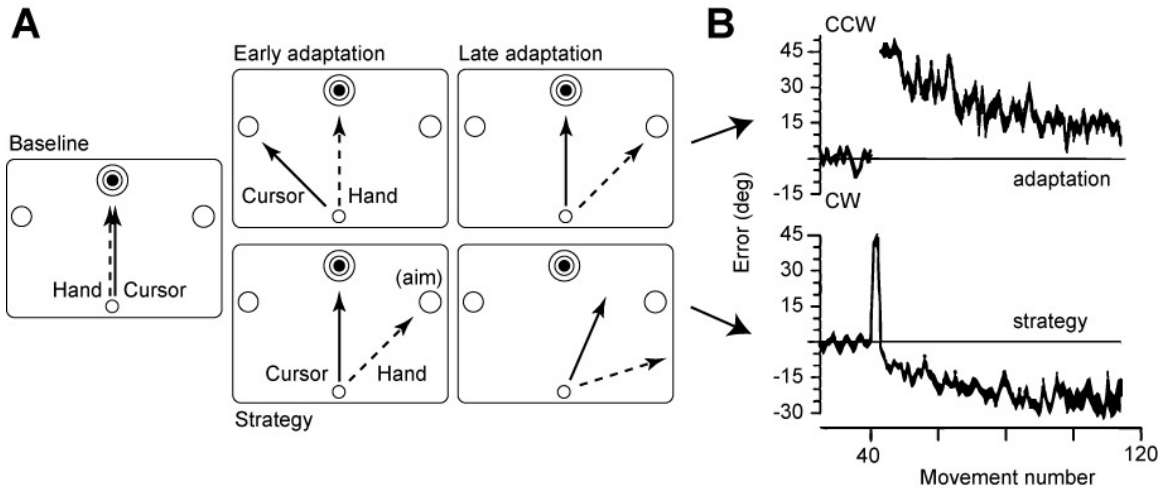 A
Early adaptation
Late adaptation
Baseline
Cursor
Hand
Hand
Cursor
(aim)
Cursor
Hand
Strategy
B
CCW
45
30
15
-15
adaptation
CW
Error (deg)
45
30
15
strategy
-15
-30
40
120
Movement number